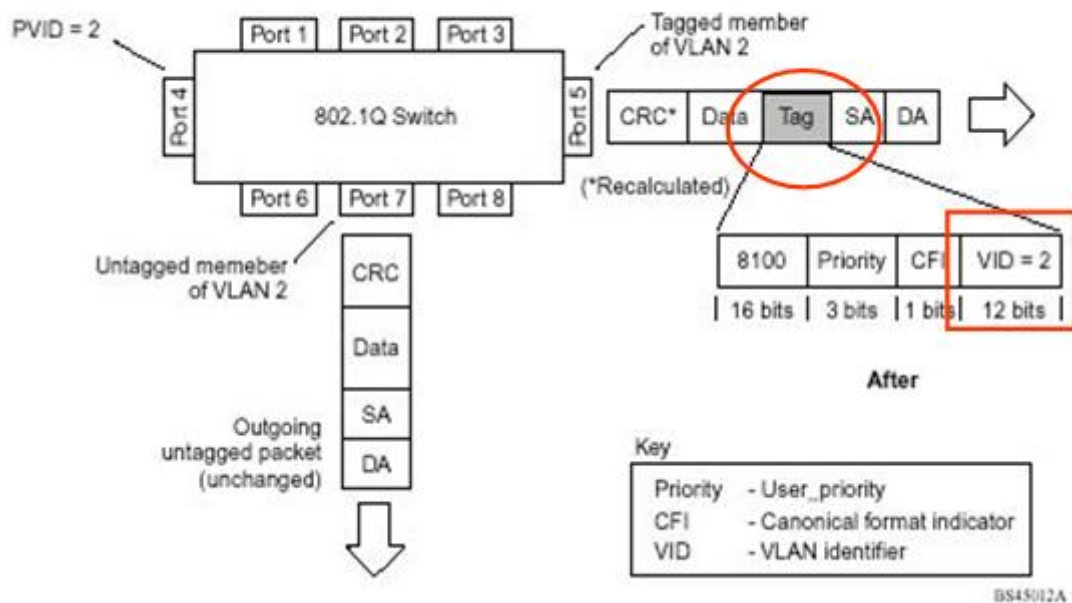 PVID = 2
Port 1
Port 2
Port 3
Tagged member
of VLAN 2
Port 4
802.1Q Switch
Port 5
CRC*
Data
Tag
SA
DA
(*Recalculated)
Port 6
Port 7
Port 8
Untagged memeber
of VLAN 2
8100
Priority
CFI
VID = 2
16 bits
3 bits
1 bits
12 bits
CRC
Data
SA
DA
Outgoing
untagged packet
(unchanged)
After
Key
Priority - User_priority
CFI - Canonical format indicator
VID - VLAN identifier
BS45012A